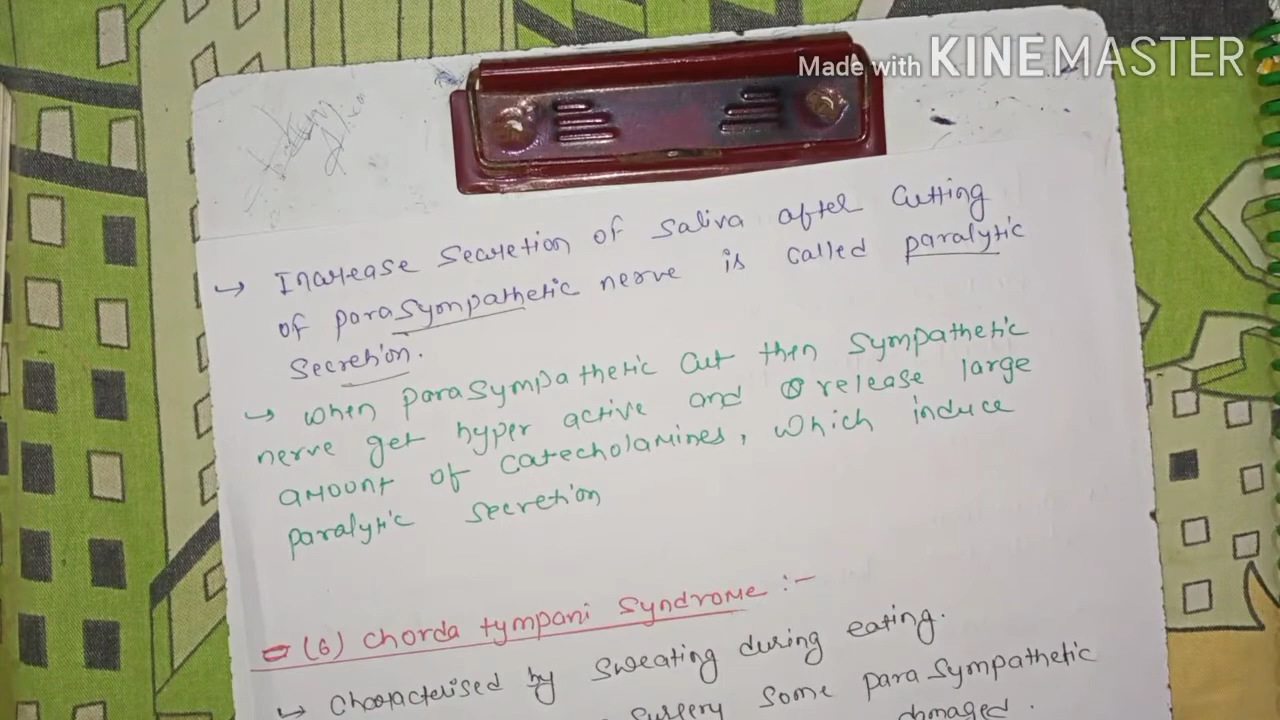 Made with KINEMASTER
→ Increase Secretion of Saliva after Cutting
of parasympathetic nerve is called paralytic
Secretion.
→ when parasympathetic cut then sympathetic
nerve get hyper active and release large
amount of catecholamines, which induce
paralytic secretion
(6) Chorda tympani syndrome :-
→ Characterised by sweating during eating.
surgery some parasympathetic
damaged.